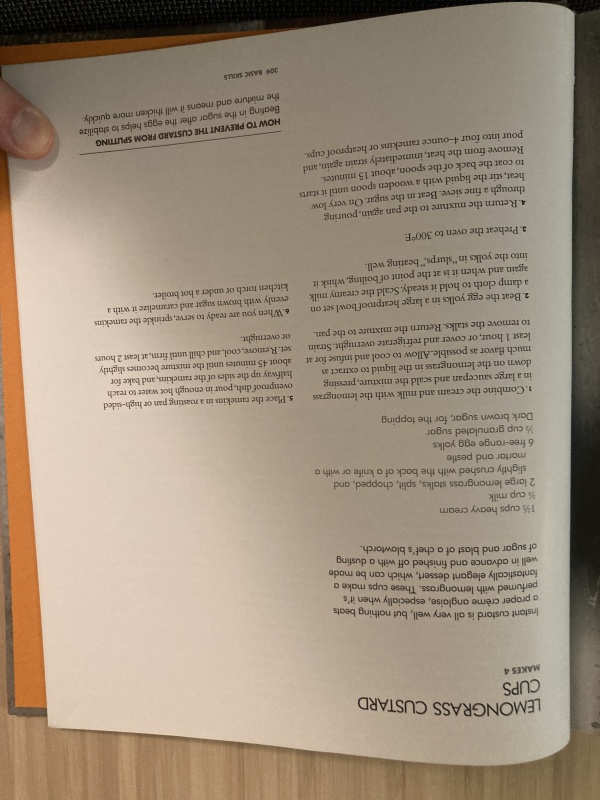 LEMONGRASS CUSTARD
CUPS
MAKES 4
Instant custard is all very well, but nothing beats
a proper crème anglaise, especially when it's
perfumed with lemongrass. These cups make a
fantastically elegant dessert, which can be made
well in advance and finished off with a dusting
of sugar and blast of a chef's blowtorch.
1¾ cups heavy cream
¾ cup milk
2 large lemongrass stalks, split, chopped, and
slightly crushed with the back of a knife or with a
mortar and pestle
6 free-range egg yolks
½ cup granulated sugar
Dark brown sugar, for the topping
1. Combine the cream and milk with the lemongrass
in a large saucepan and scald the mixture, pressing
down on the lemongrass in the liquid to extract as
much flavor as possible. Allow to cool and infuse for at
least 1 hour, or cover and refrigerate overnight. Strain
to remove the stalks. Return the mixture to the pan.
2. Beat the egg yolks in a large heatproof bowl set on
a damp cloth to hold it steady. Scald the creamy milk
again and when it is at the point of boiling, whisk it
into the yolks in "slurps," beating well.
3. Preheat the oven to 300°F.
4. Return the mixture to the pan again, pouring
through a fine sieve. Beat in the sugar. On very low
heat, stir the liquid with a wooden spoon until it starts
to coat the back of the spoon, about 15 minutes.
Remove from the heat, immediately strain again, and
pour into four 4-ounce ramekins or heatproof cups.
5. Place the ramekins in a roasting pan or high-sided
ovenproof dish, pour in enough hot water to reach
halfway up the sides of the ramekins, and bake for
about 45 minutes until the mixture becomes slightly
set. Remove, cool, and chill until firm, at least 2 hours
or overnight.
6. When you are ready to serve, sprinkle the ramekins
evenly with brown sugar and caramelize it with a
kitchen torch or under a hot broiler.
HOW TO PREVENT THE CUSTARD FROM SPLITTING
Beating in the sugar after the eggs helps to stabilize
the mixture and means it will thicken more quickly.
209 BASIC SKILLS